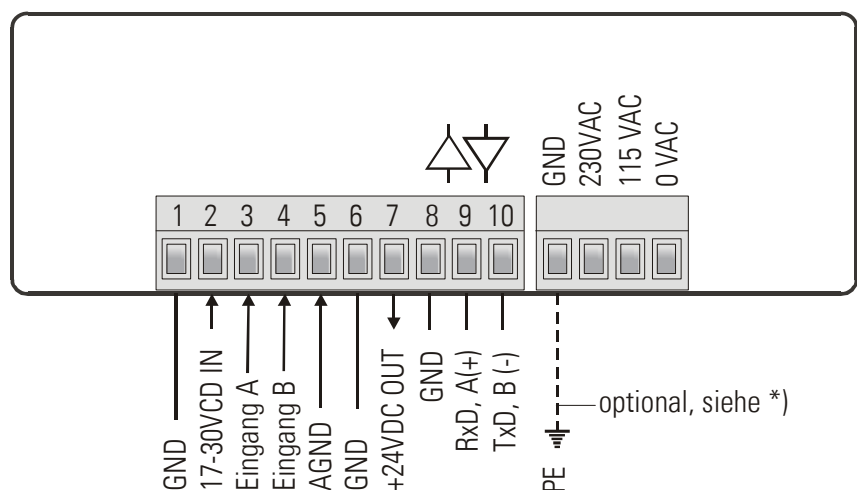 GND
230VAC
115 VAC
0 VAC
1 2 3 4 5 6 7 8 9 10
GND
17-30VCD IN
Eingang A
Eingang B
AGND
GND
+24VDC OUT
GND
RxD, A(+)
TxD, B (-)
optional, siehe *)
PE